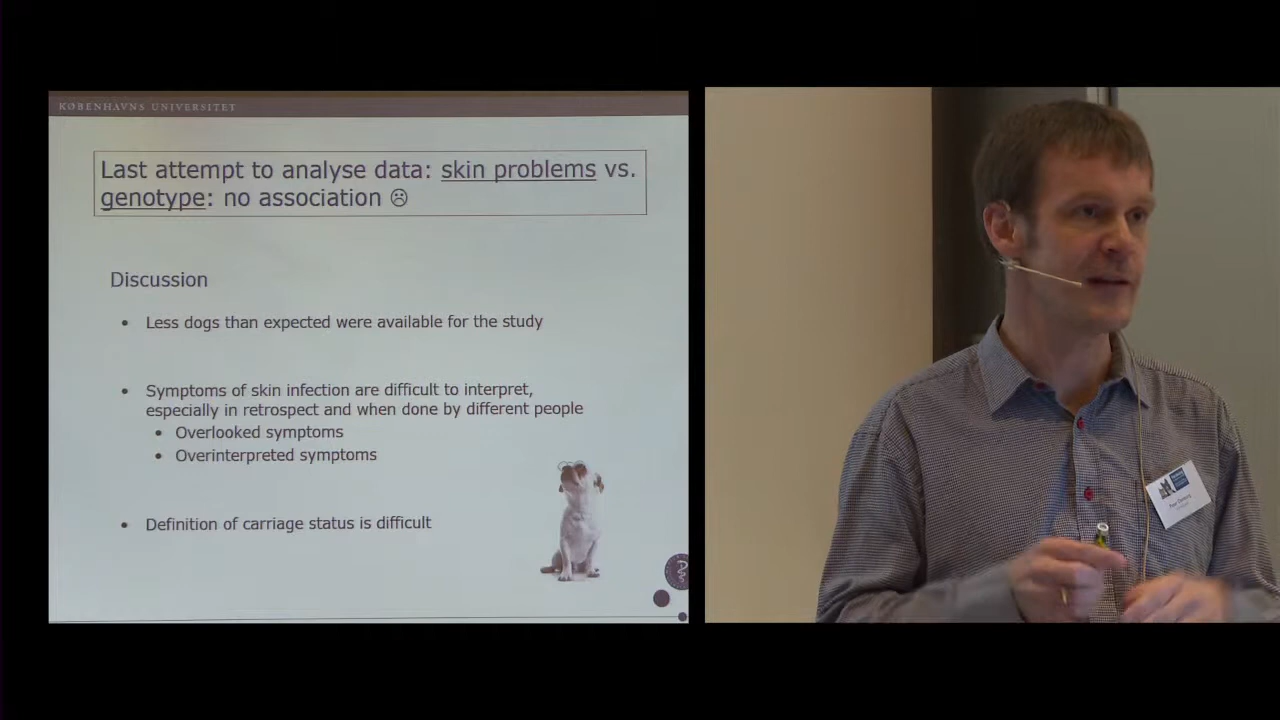 KØBENHAVNS UNIVERSITET
Last attempt to analyse data: skin problems vs.
genotype: no association ☹
Discussion
• Less dogs than expected were available for the study
• Symptoms of skin infection are difficult to interpret,
especially in retrospect and when done by different people
• Overlooked symptoms
• Overinterpreted symptoms
• Definition of carriage status is difficult